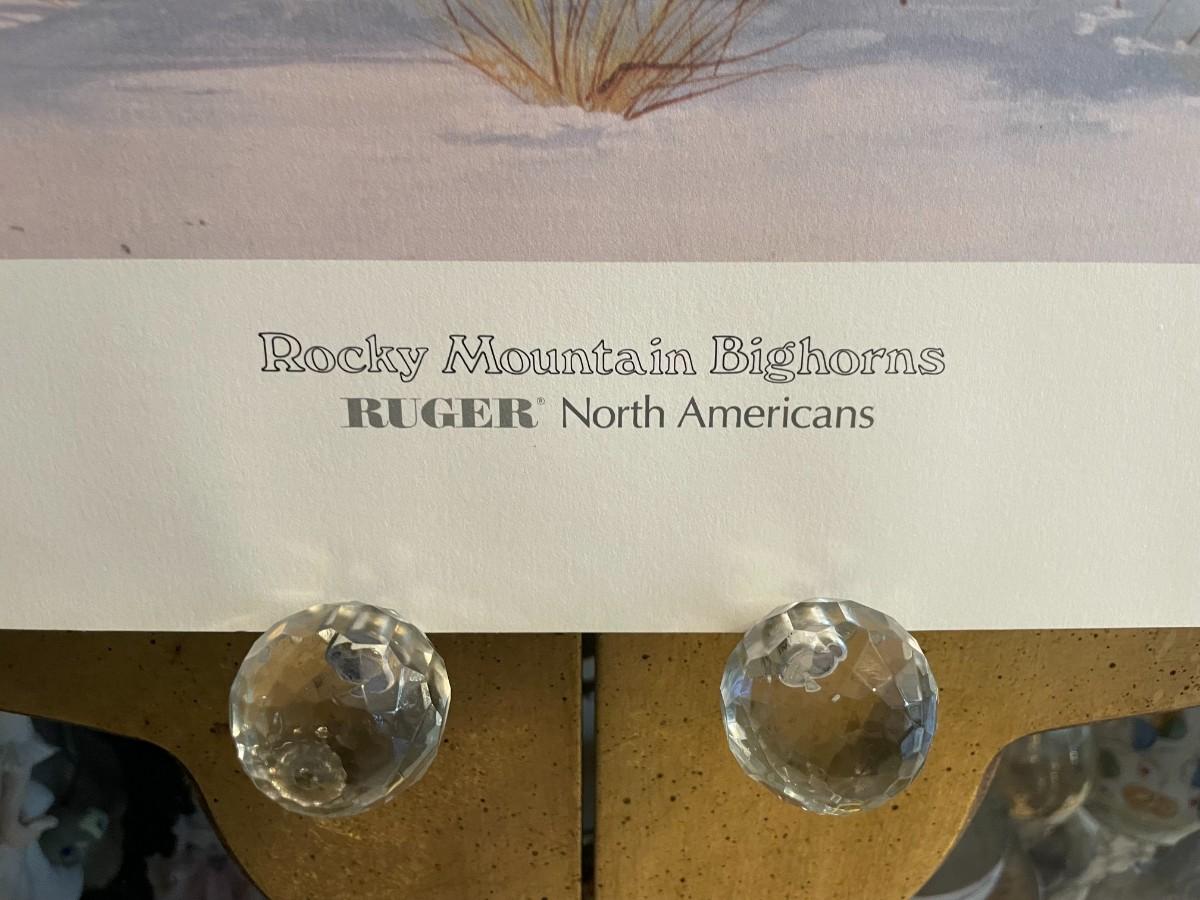 Rocky Mountain Bighorns
RUGER® North Americans